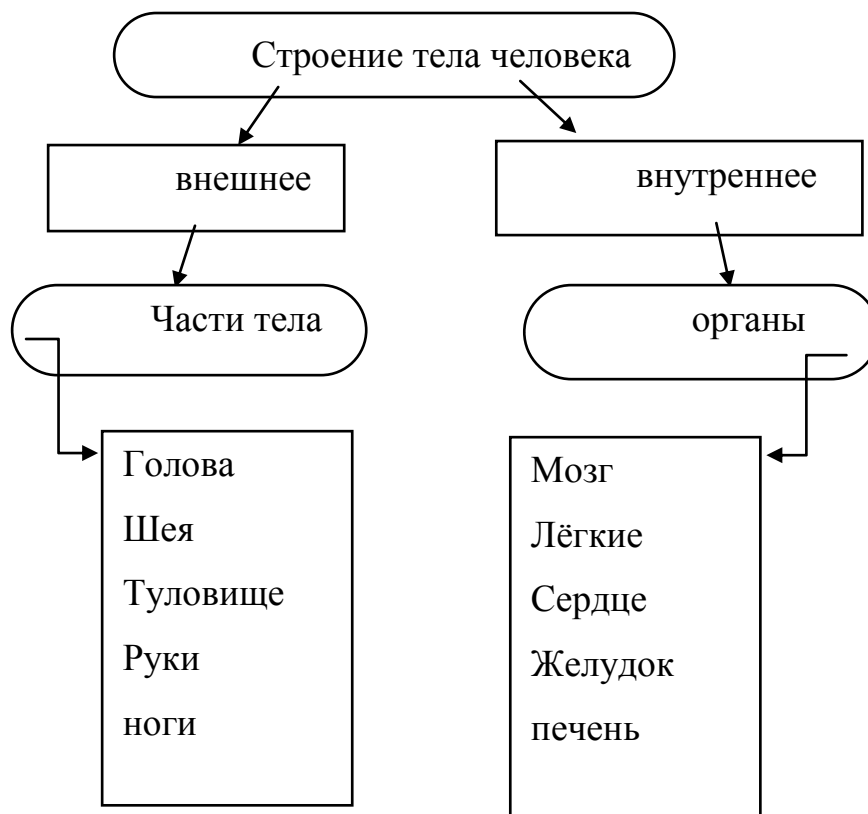 Строение тела человека
внешнее
внутреннее
Части тела
органы
Голова
Шея
Туловище
Руки
ноги
Мозг
Лёгкие
Сердце
Желудок
печень